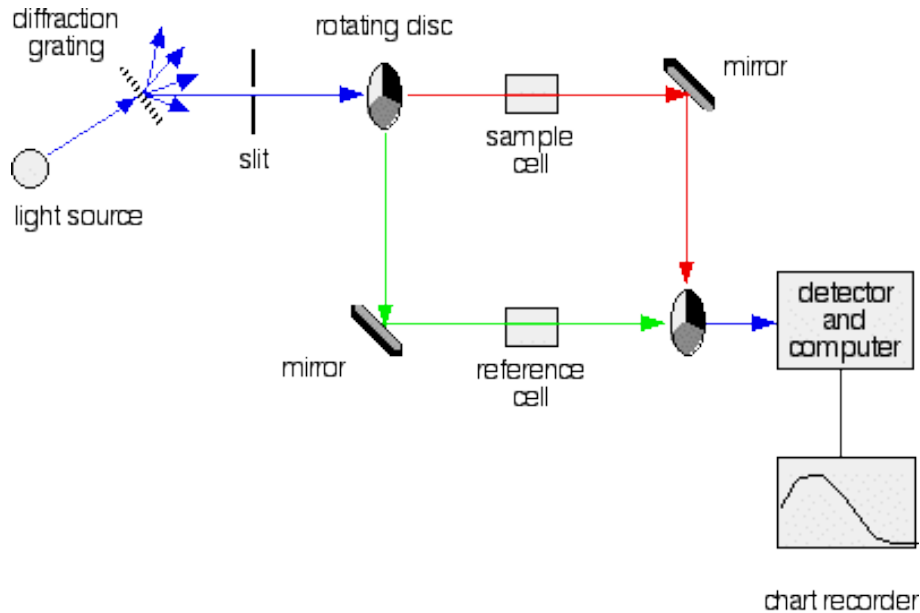 diffraction
grating
rotating disc
mirror
slit
sample
cell
light source
detector
and
computer
mirror
reference
cell
chart recorder